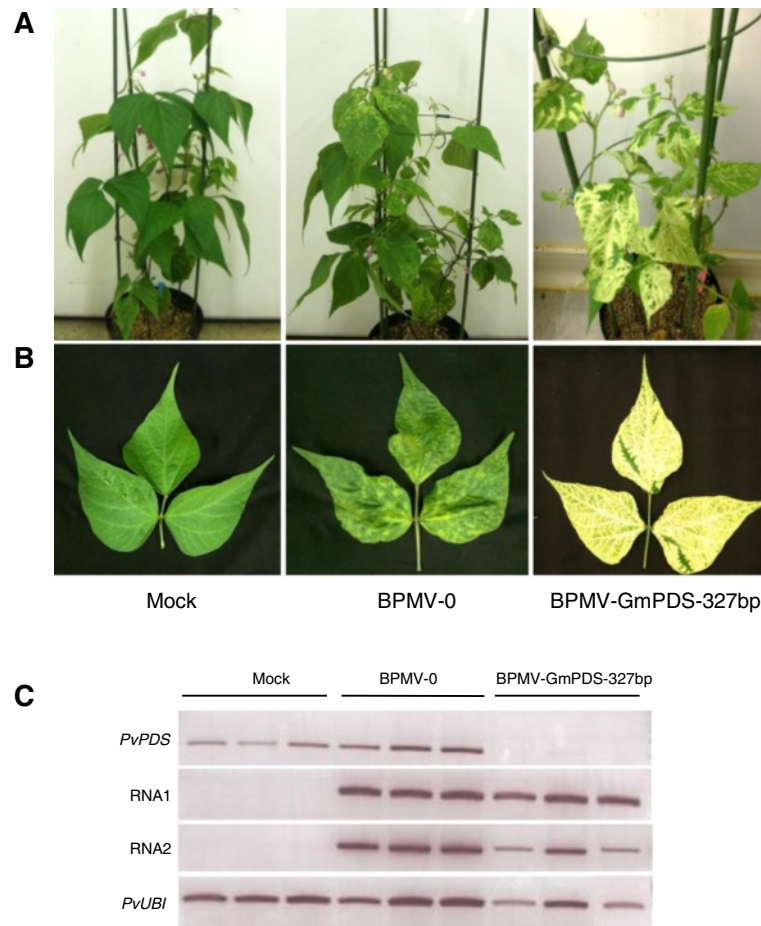 A
B
Mock BPMV-0 BPMV-GmPDS-327bp
C
Mock BPMV-0 BPMV-GmPDS-327bp
PvPDS
RNA1
RNA2
PvUBI